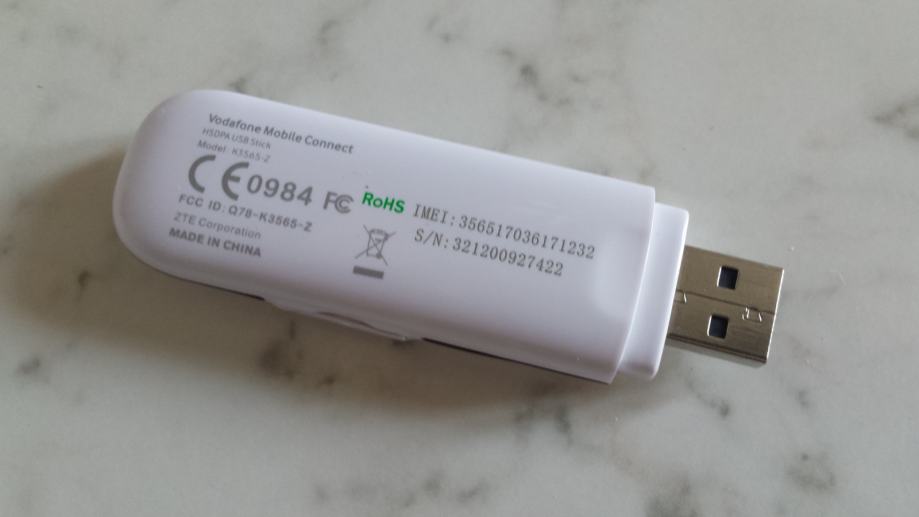 Vodafone Mobile Connect
HSDPA USB Stick
Model: K3565-Z
CE0984 FC RoHS
FCC ID: Q78-K3565-Z
ZTE Corporation
MADE IN CHINA
IMEI:356517036171232
S/N:321200927422